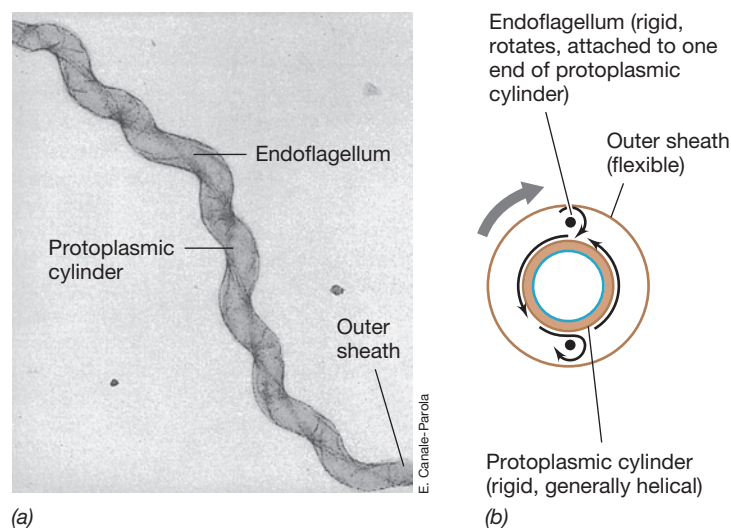 Endoflagellum
Protoplasmic
cylinder
Outer
sheath
E. Canale-Parola
(a)
Endoflagellum (rigid,
rotates, attached to one
end of protoplasmic
cylinder)
Outer sheath
(flexible)
Protoplasmic cylinder
(rigid, generally helical)
(b)